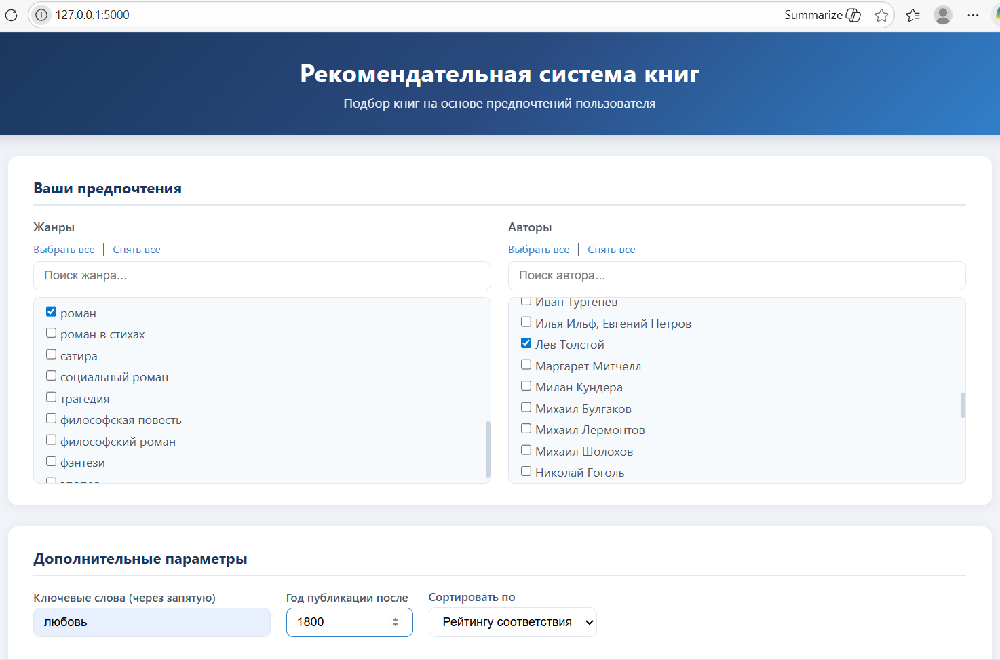 127.0.0.1:5000
Summarize
Рекомендательная система книг
Подбор книг на основе предпочтений пользователя
Ваши предпочтения
Жанры
Выбрать все | Снять все
Поиск жанра...
роман
роман в стихах
сатира
социальный роман
трагедия
философская повесть
философский роман
фэнтези
Авторы
Выбрать все | Снять все
Поиск автора...
Иван Тургенев
Илья Ильф, Евгений Петров
Лев Толстой
Маргарет Митчелл
Милан Кундера
Михаил Булгаков
Михаил Лермонтов
Михаил Шолохов
Николай Гоголь
Дополнительные параметры
Ключевые слова (через запятую)
любовь
Год публикации после
1800
Сортировать по
Рейтингу соответствия